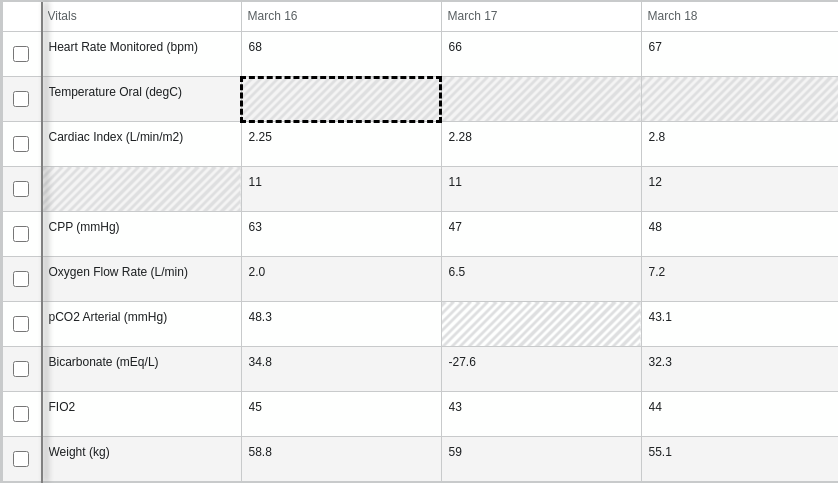 Vitals March 16 March 17 March 18
Heart Rate Monitored (bpm) 68 66 67
Temperature Oral (degC)
Cardiac Index (L/min/m2) 2.25 2.28 2.8
11 11 12
CPP (mmHg) 63 47 48
Oxygen Flow Rate (L/min) 2.0 6.5 7.2
pCO2 Arterial (mmHg) 48.3 43.1
Bicarbonate (mEq/L) 34.8 -27.6 32.3
FIO2 45 43 44
Weight (kg) 58.8 59 55.1